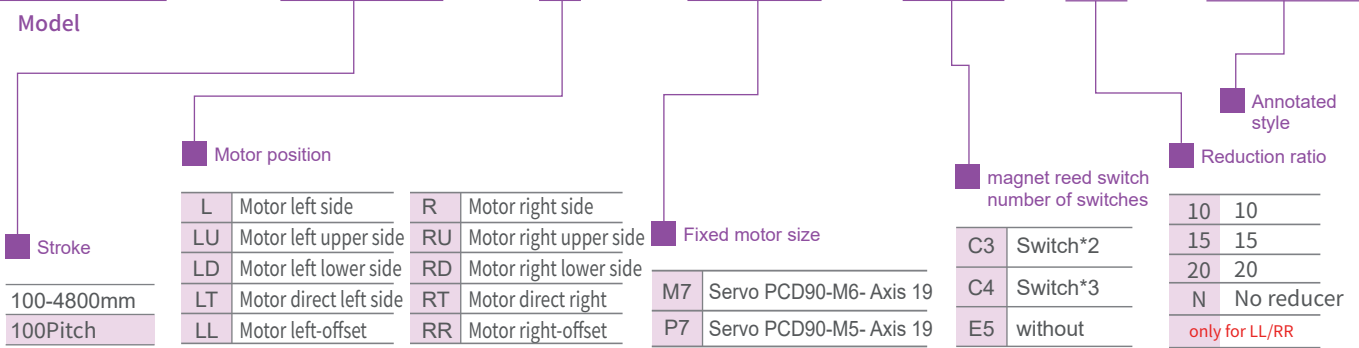 Model
Stroke
100-4800mm
100Pitch
Motor position
L Motor left side R Motor right side
LU Motor left upper side RU Motor right upper side
LD Motor left lower side RD Motor right lower side
LT Motor direct left side RT Motor direct right
LL Motor left-offset RR Motor right-offset
Fixed motor size
M7 Servo PCD90-M6- Axis 19
P7 Servo PCD90-M5- Axis 19
magnet reed switch
number of switches
C3 Switch*2
C4 Switch*3
E5 without
Reduction ratio
10 10
15 15
20 20
N No reducer
only for LL/RR
Annotated
style